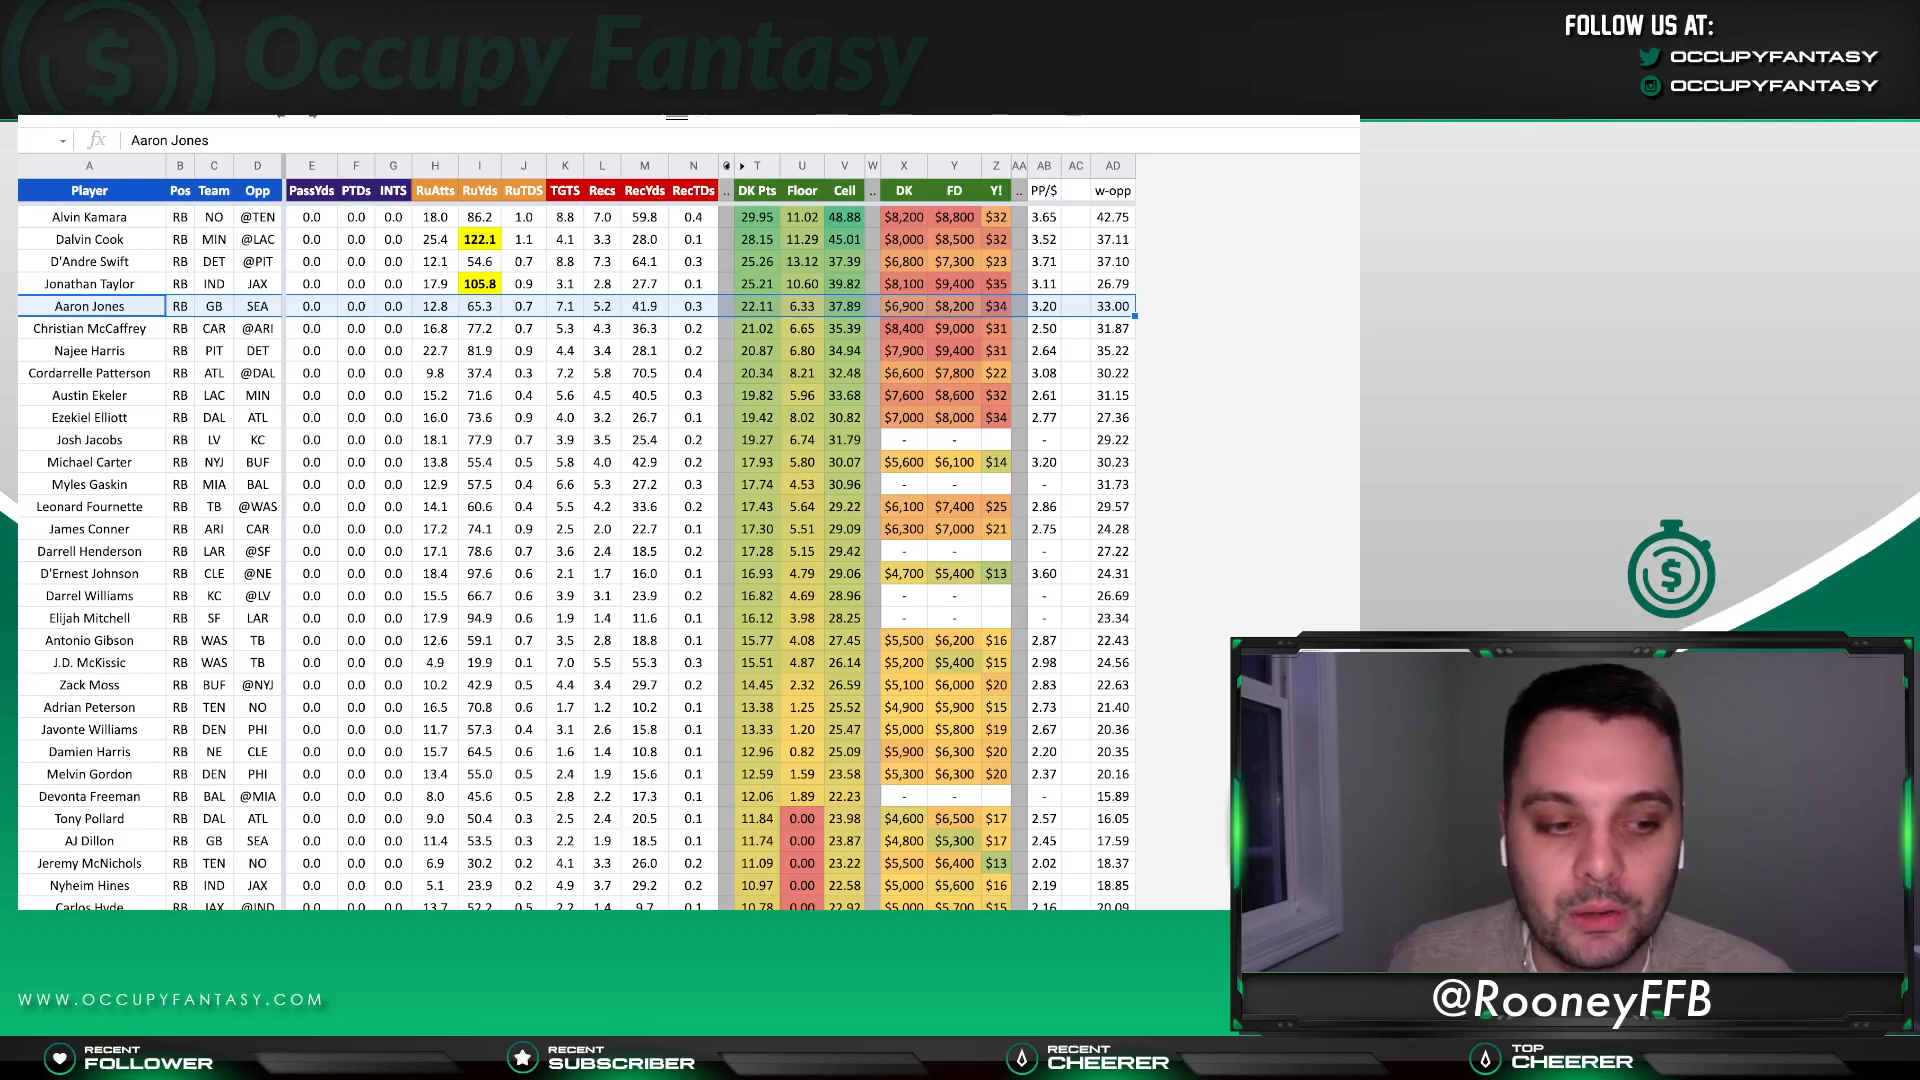 Occupy Fantasy
FOLLOW US AT:
OCCUPYFANTASY
OCCUPYFANTASY
fx Aaron Jones
A B C D E F G H I J K L M N T U V W X Y Z AA AB AC AD
Player Pos Team Opp PassYds PTDs INTS RuAtts RuYds RuTDS TGTS Recs RecYds RecTDs .. DK Pts Floor Ceil .. DK FD Y! .. PP/$ w-opp
Alvin Kamara RB NO @TEN 0.0 0.0 0.0 18.0 86.2 1.0 8.8 7.0 59.8 0.4 29.95 11.02 48.88 $8,200 $8,800 $32 3.65 42.75
Dalvin Cook RB MIN @LAC 0.0 0.0 0.0 25.4 122.1 1.1 4.1 3.3 28.0 0.1 28.15 11.29 45.01 $8,000 $8,500 $32 3.52 37.11
D'Andre Swift RB DET @PIT 0.0 0.0 0.0 12.1 54.6 0.7 8.8 7.3 64.1 0.3 25.26 13.12 37.39 $6,800 $7,300 $23 3.71 37.10
Jonathan Taylor RB IND JAX 0.0 0.0 0.0 17.9 105.8 0.9 3.1 2.8 27.7 0.1 25.21 10.60 39.82 $8,100 $9,400 $35 3.11 26.79
Aaron Jones RB GB SEA 0.0 0.0 0.0 12.8 65.3 0.7 7.1 5.2 41.9 0.3 22.11 6.33 37.89 $6,900 $8,200 $34 3.20 33.00
Christian McCaffrey RB CAR @ARI 0.0 0.0 0.0 16.8 77.2 0.7 5.3 4.3 36.3 0.2 21.02 6.65 35.39 $8,400 $9,000 $31 2.50 31.87
Najee Harris RB PIT DET 0.0 0.0 0.0 22.7 81.9 0.9 4.4 3.4 28.1 0.2 20.87 6.80 34.94 $7,900 $9,400 $31 2.64 35.22
Cordarrelle Patterson RB ATL @DAL 0.0 0.0 0.0 9.8 37.4 0.3 7.2 5.8 70.5 0.4 20.34 8.21 32.48 $6,600 $7,800 $22 3.08 30.22
Austin Ekeler RB LAC MIN 0.0 0.0 0.0 15.2 71.6 0.4 5.6 4.5 40.5 0.3 19.82 5.96 33.68 $7,600 $8,600 $32 2.61 31.15
Ezekiel Elliott RB DAL ATL 0.0 0.0 0.0 16.0 73.6 0.9 4.0 3.2 26.7 0.1 19.42 8.02 30.82 $7,000 $8,000 $34 2.77 27.36
Josh Jacobs RB LV KC 0.0 0.0 0.0 18.1 77.9 0.7 3.9 3.5 25.4 0.2 19.27 6.74 31.79 - - - 29.22
Michael Carter RB NYJ BUF 0.0 0.0 0.0 13.8 55.4 0.5 5.8 4.0 42.9 0.2 17.93 5.80 30.07 $5,600 $6,100 $14 3.20 30.23
Myles Gaskin RB MIA BAL 0.0 0.0 0.0 12.9 57.5 0.4 6.6 5.3 27.2 0.3 17.74 4.53 30.96 - - - 31.73
Leonard Fournette RB TB @WAS 0.0 0.0 0.0 14.1 60.6 0.4 5.5 4.2 33.6 0.2 17.43 5.64 29.22 $6,100 $7,400 $25 2.86 29.57
James Conner RB ARI CAR 0.0 0.0 0.0 17.2 74.1 0.9 2.5 2.0 22.7 0.1 17.30 5.51 29.09 $6,300 $7,000 $21 2.75 24.28
Darrell Henderson RB LAR @SF 0.0 0.0 0.0 17.1 78.6 0.7 3.6 2.4 18.5 0.2 17.28 5.15 29.42 - - - 27.22
D'Ernest Johnson RB CLE @NE 0.0 0.0 0.0 18.4 97.6 0.6 2.1 1.7 16.0 0.1 16.93 4.79 29.06 $4,700 $5,400 $13 3.60 24.31
Darrel Williams RB KC @LV 0.0 0.0 0.0 15.5 66.7 0.6 3.9 3.1 23.9 0.2 16.82 4.69 28.96 - - - 26.69
Elijah Mitchell RB SF LAR 0.0 0.0 0.0 17.9 94.9 0.6 1.9 1.4 11.6 0.1 16.12 3.98 28.25 - - - 23.34
Antonio Gibson RB WAS TB 0.0 0.0 0.0 12.6 59.1 0.7 3.5 2.8 18.8 0.1 15.77 4.08 27.45 $5,500 $6,200 $16 2.87 22.43
J.D. McKissic RB WAS TB 0.0 0.0 0.0 4.9 19.9 0.1 7.0 5.5 55.3 0.3 15.51 4.87 26.14 $5,200 $5,400 $15 2.98 24.56
Zack Moss RB BUF @NYJ 0.0 0.0 0.0 10.2 42.9 0.5 4.4 3.4 29.7 0.2 14.45 2.32 26.59 $5,100 $6,000 $20 2.83 22.63
Adrian Peterson RB TEN NO 0.0 0.0 0.0 16.5 70.8 0.6 1.7 1.2 10.2 0.1 13.38 1.25 25.52 $4,900 $5,900 $15 2.73 21.40
Javonte Williams RB DEN PHI 0.0 0.0 0.0 11.7 57.3 0.4 3.1 2.6 15.8 0.1 13.33 1.20 25.47 $5,000 $5,800 $19 2.67 20.36
Damien Harris RB NE CLE 0.0 0.0 0.0 15.7 64.5 0.6 1.6 1.4 10.8 0.1 12.96 0.82 25.09 $5,900 $6,300 $20 2.20 20.35
Melvin Gordon RB DEN PHI 0.0 0.0 0.0 13.4 55.0 0.5 2.4 1.9 15.6 0.1 12.59 1.59 23.58 $5,300 $6,300 $20 2.37 20.16
Devonta Freeman RB BAL @MIA 0.0 0.0 0.0 8.0 45.6 0.5 2.8 2.2 17.3 0.1 12.06 1.89 22.23 - - - 15.89
Tony Pollard RB DAL ATL 0.0 0.0 0.0 9.0 50.4 0.3 2.5 2.4 20.5 0.1 11.84 0.00 23.98 $4,600 $6,500 $17 2.57 16.05
AJ Dillon RB GB SEA 0.0 0.0 0.0 11.4 53.5 0.3 2.2 1.9 18.5 0.1 11.74 0.00 23.87 $4,800 $5,300 $17 2.45 17.59
Jeremy McNichols RB TEN NO 0.0 0.0 0.0 6.9 30.2 0.2 4.1 3.3 26.0 0.2 11.09 0.00 23.22 $5,500 $6,400 $13 2.02 18.37
Nyheim Hines RB IND JAX 0.0 0.0 0.0 5.1 23.9 0.2 4.9 3.7 29.2 0.2 10.97 0.00 22.58 $5,000 $5,600 $16 2.19 18.85
Carlos Hyde RB JAX @IND 0.0 0.0 0.0 13.7 52.2 0.5 2.2 1.4 9.7 0.1 10.78 0.00 22.92 $5,000 $5,700 $15 2.16 20.09
WWW.OCCUPYFANTASY.COM
@RooneyFFB
RECENT
FOLLOWER
RECENT
SUBSCRIBER
RECENT
CHEERER
TOP
CHEERER